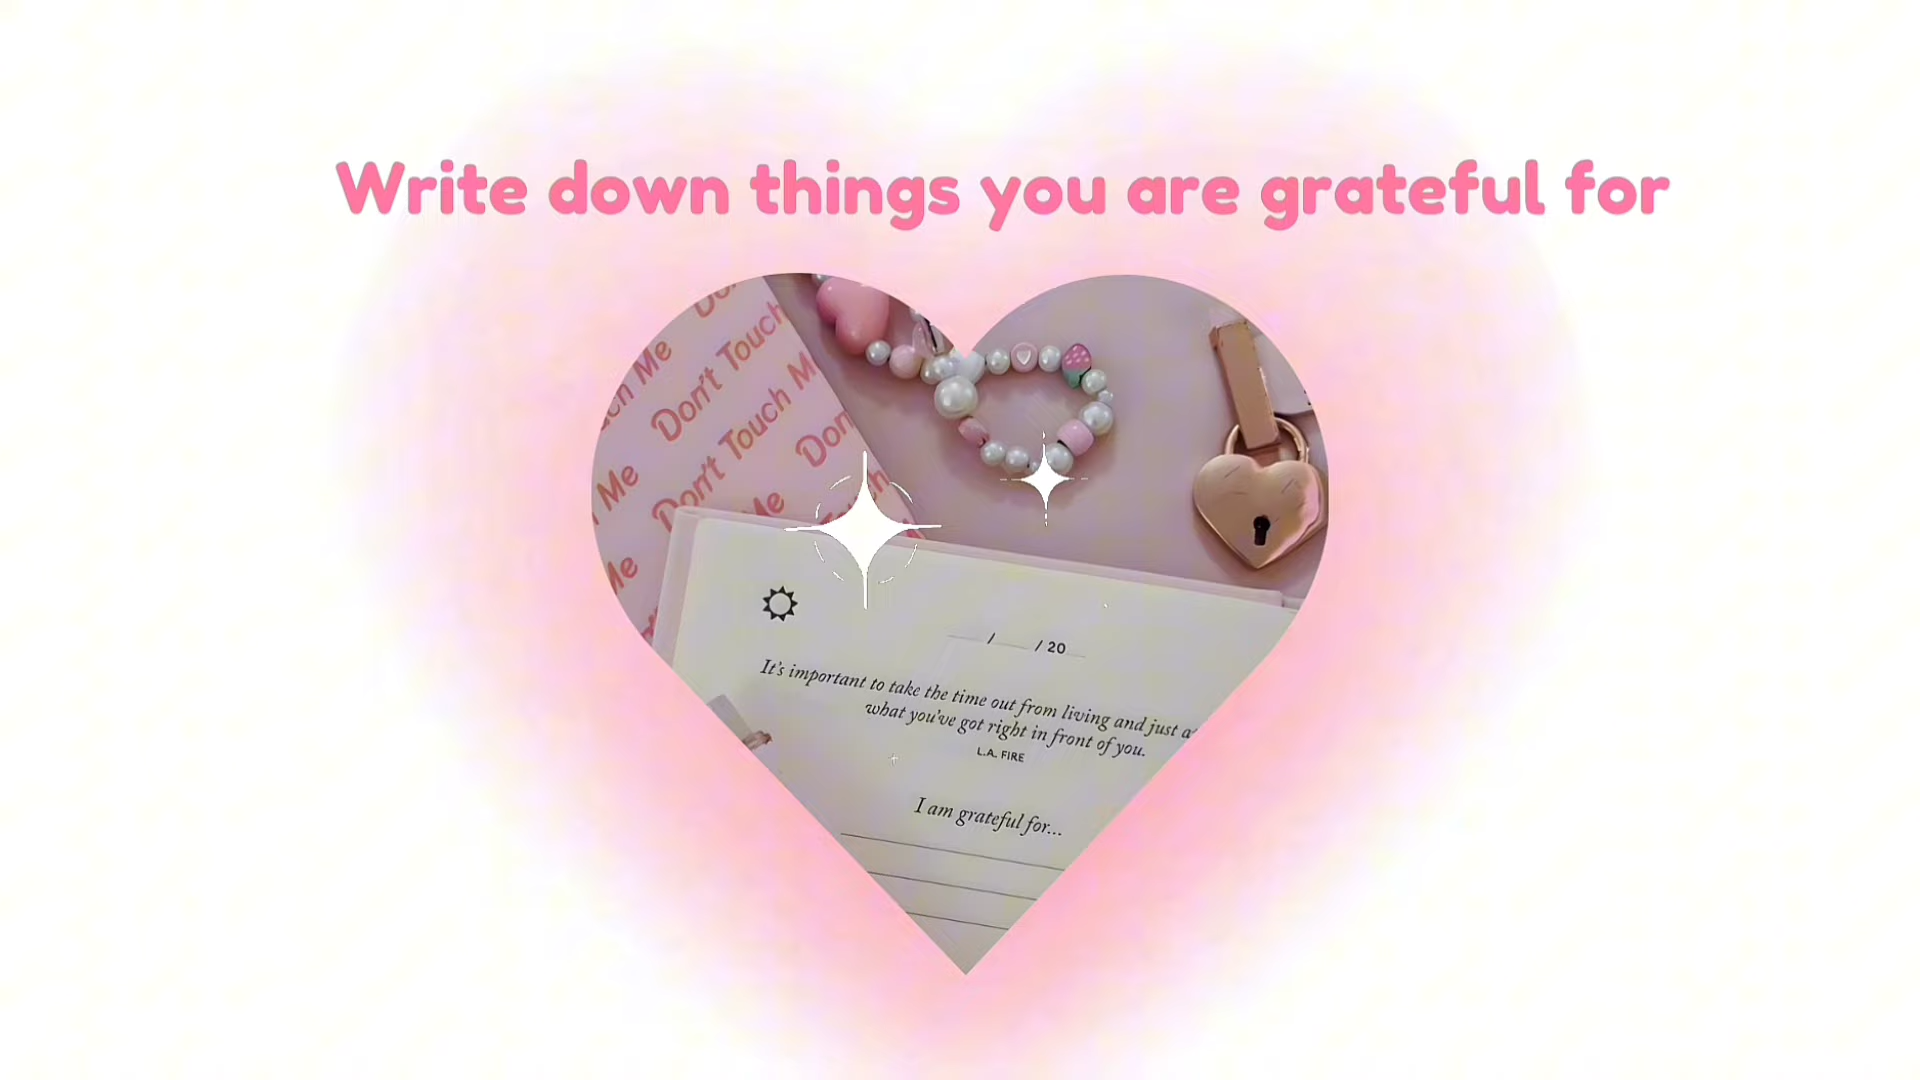 Write down things you are grateful for
Don't Touch
Me
Don't Touch M
Don't
Me
Me
Me
/ / 20
It's important to take the time out from living and just
what you've got right in front of you.
L.A. FIRE
I am grateful for...